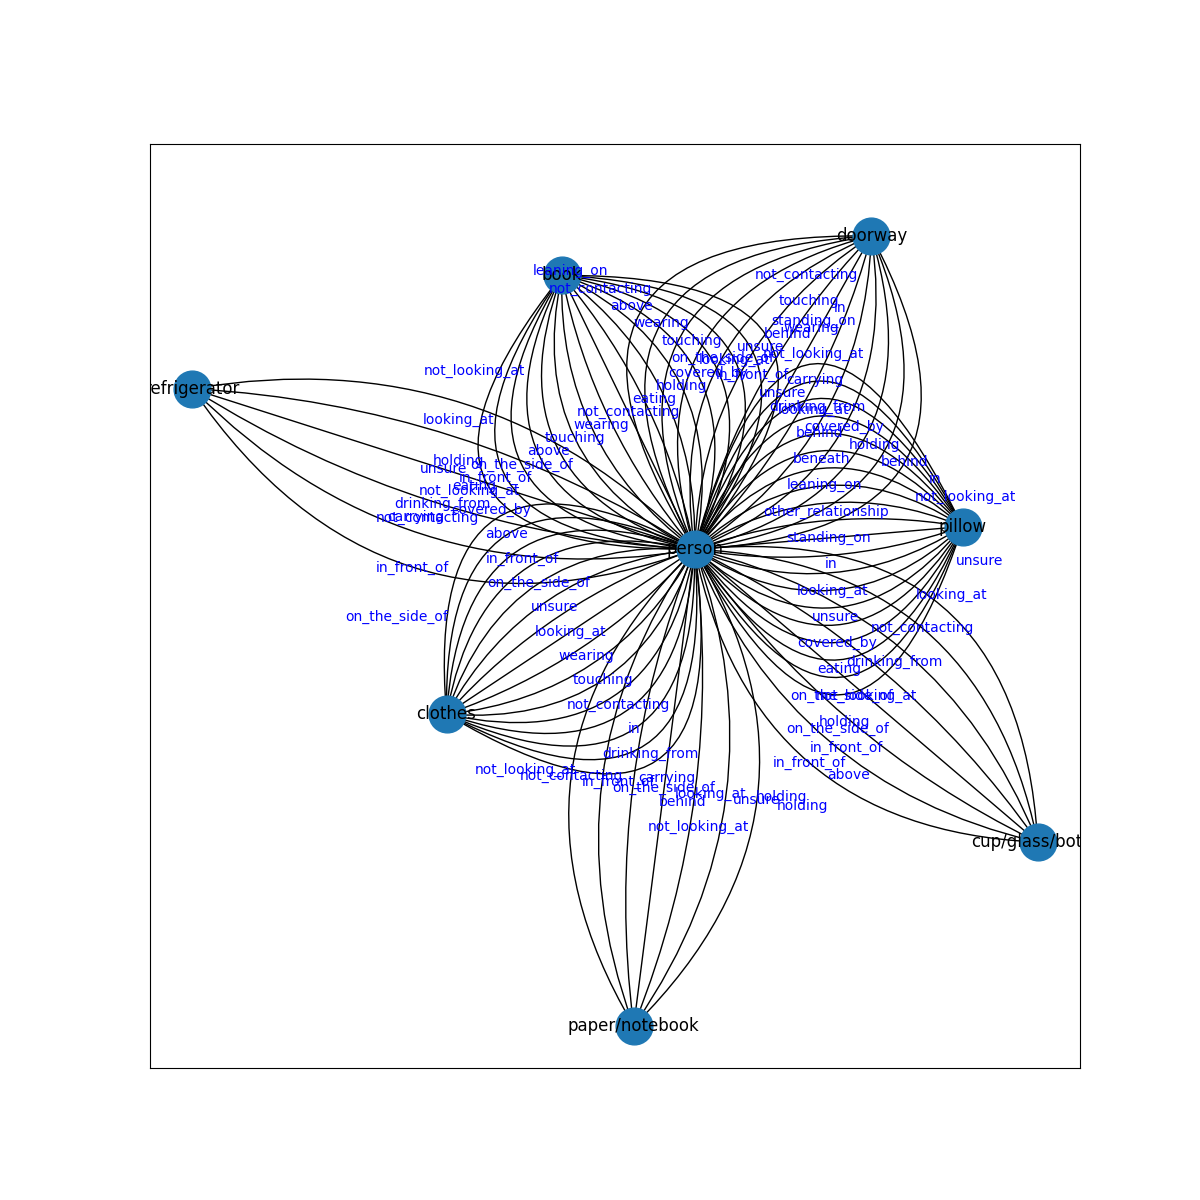 doorway
leaning_on
book
not_contacting
not_contacting
above
touching
in
wearing
standing_on
wearing
behind
touching
unsure
on_the_side_of
looking_at
not_looking_at
not_looking_at
covered_by
in_front_of
carrying
holding
refrigerator
unsure
eating
drinking_from
looking_at
not_contacting
looking_at
wearing
covered_by
behind
touching
holding
above
beneath
behind
holding
on_the_side_of
unsure
in_front_of
in
eating
leaning_on
not_looking_at
not_looking_at
drinking_from
covered_by
other_relationship
carrying
not_contacting
pillow
above
standing_on
person
in_front_of
unsure
in
in_front_of
on_the_side_of
looking_at
looking_at
unsure
on_the_side_of
unsure
looking_at
not_contacting
covered_by
wearing
drinking_from
eating
touching
on_the_side_of
not_looking_at
not_contacting
clothes
holding
in
on_the_side_of
in_front_of
drinking_from
in_front_of
not_looking_at
not_contacting
above
carrying
in_front_of
on_the_side_of
looking_at
holding
behind
unsure
holding
not_looking_at
cup/glass/bot
paper/notebook